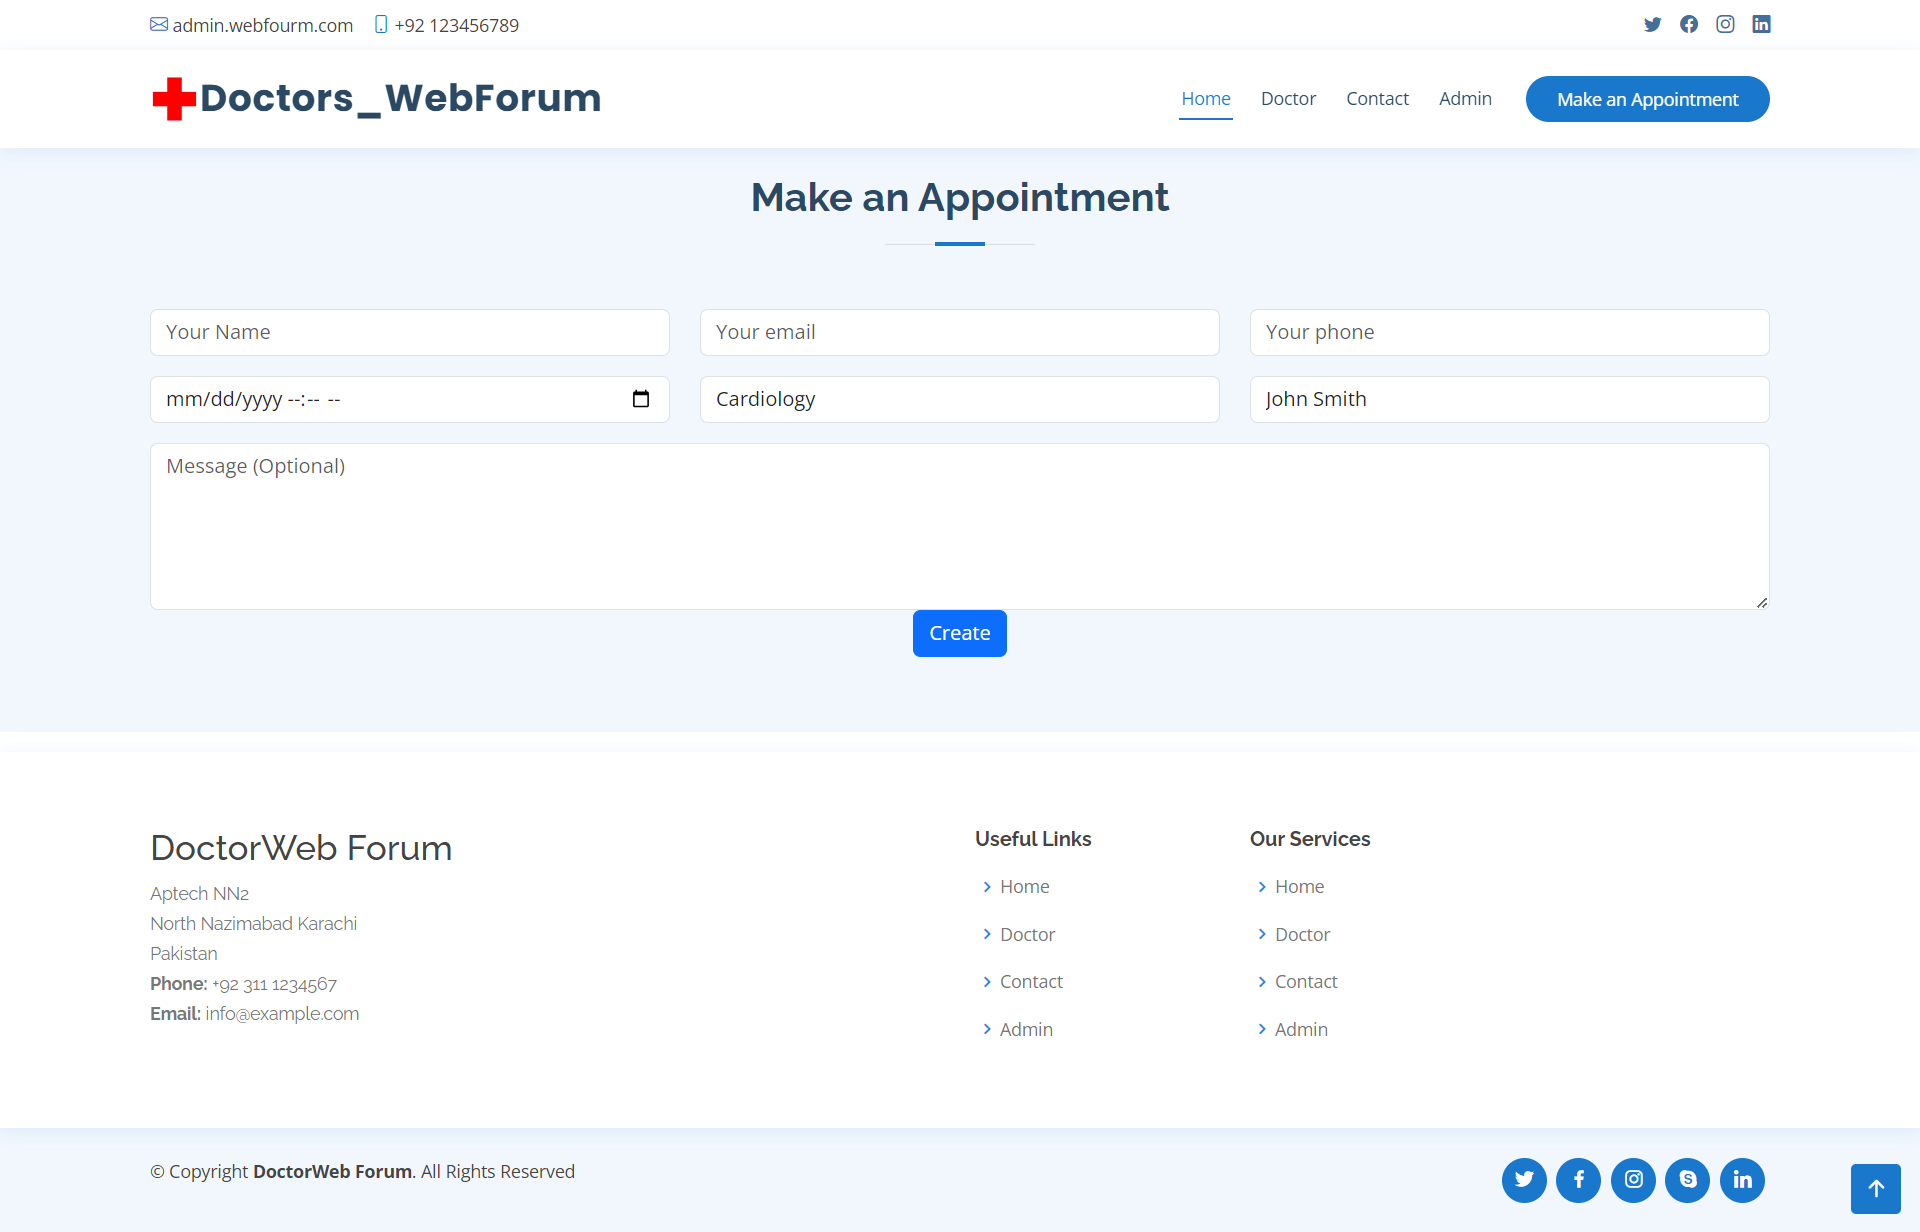 admin.webfourm.com +92 123456789
Doctors_WebForum
Home Doctor Contact Admin Make an Appointment
Make an Appointment
Your Name Your email Your phone
mm/dd/yyyy --:-- -- Cardiology John Smith
Message (Optional)
Create
DoctorWeb Forum
Aptech NN2
North Nazimabad Karachi
Pakistan
Phone: +92 311 1234567
Email: info@example.com
Useful Links
Home
Doctor
Contact
Admin
Our Services
Home
Doctor
Contact
Admin
© Copyright DoctorWeb Forum. All Rights Reserved